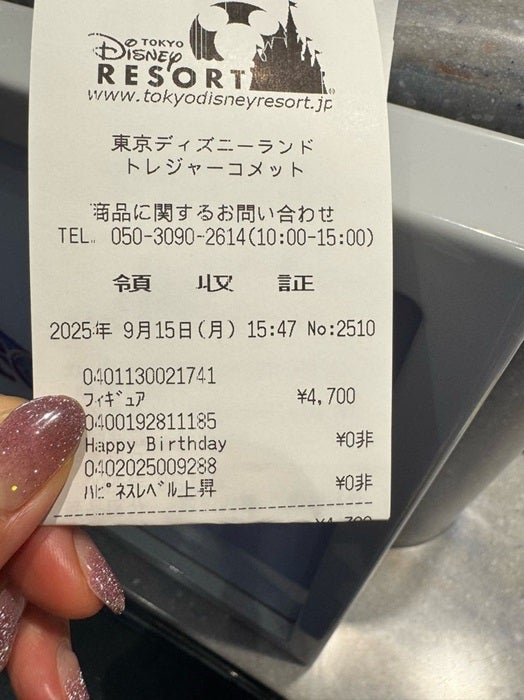 TOKYO
Disney
RESORT
www.tokyodisneyresort.jp
東京ディズニーランド
トレジャーコメット
商品に関するお問い合わせ
TEL. 050-3090-2614(10:00-15:00)
領 収 証
2025年 9月15日(月) 15:47 No:2510
0401130021741
フィギュア ¥4,700
0400192811185
Happy Birthday ¥0非
0402025009288
ハピネスレベル上昇 ¥0非